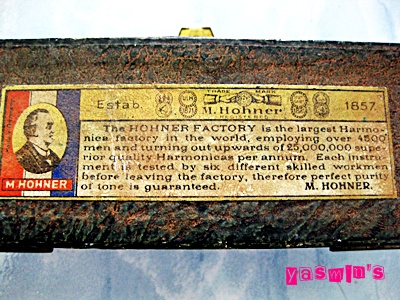 TRADE MARK
Estab. M. Hohner 1857.
The HOHNER FACTORY is the largest Harmo-
nica factory in the world, employing over 4500
men and turning out upwards of 25,000,000 supe-
rior quality Harmonicas per annum. Each instru-
ment is tested by six different skilled workmen
before leaving the factory, therefore perfect purity
of tone is guaranteed. M. HOHNER.
M. HOHNER
yasmin's